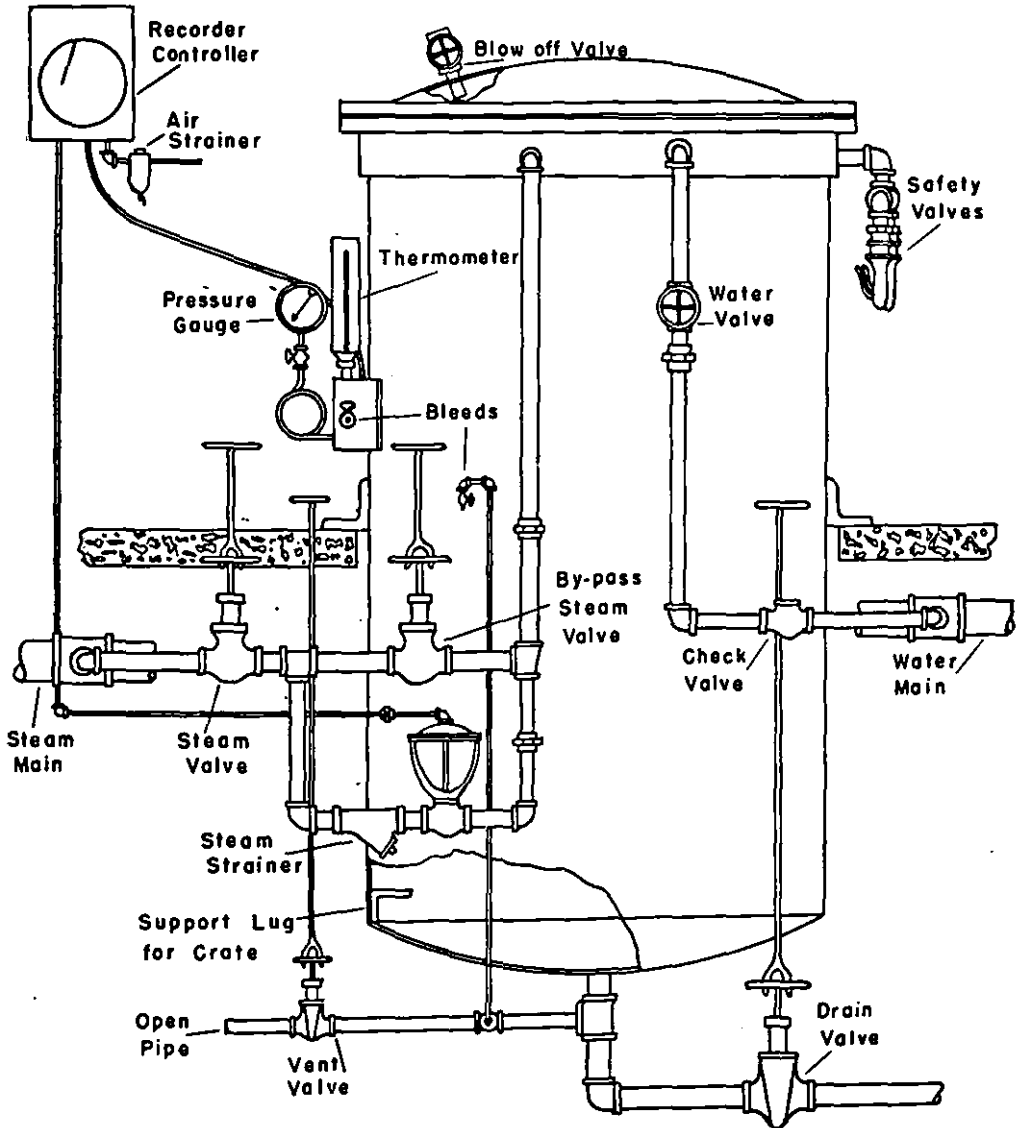 Recorder
Controller
Blow off Valve
Air
Strainer
Safety
Valves
Thermometer
Pressure
Gauge
Water
Valve
Bleeds
By-pass
Steam
Valve
Check
Valve
Water
Main
Steam
Main
Steam
Valve
Steam
Strainer
Support Lug
for Crate
Open
Pipe
Vent
Valve
Drain
Valve